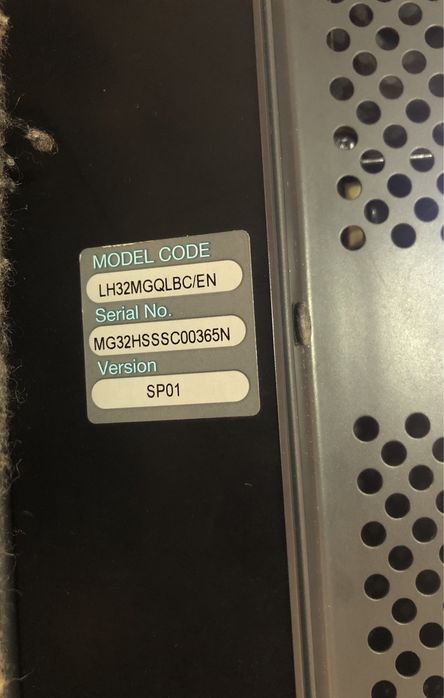 MODEL CODE
LH32MGQLBC/EN
Serial No.
MG32HSSSC00365N
Version
SP01